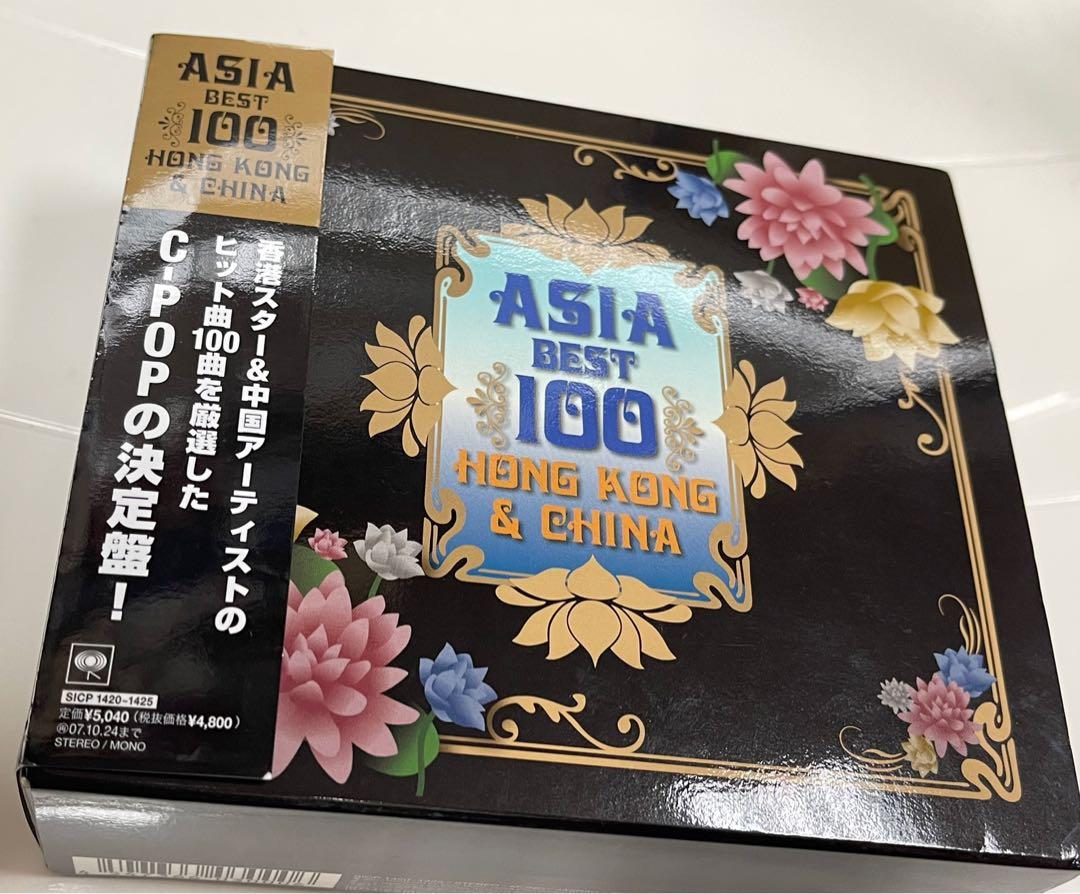 ASIA
BEST
100
HONG KONG
& CHINA
香港スター&中国アーティストの
ヒット曲100曲を厳選した
C-POPの決定盤!
SICP 1420~1425
定価¥5,040(税抜価格¥4,800)
㋘07.10.24まで
STEREO/MONO
ASIA
BEST
100
HONG KONG
& CHINA